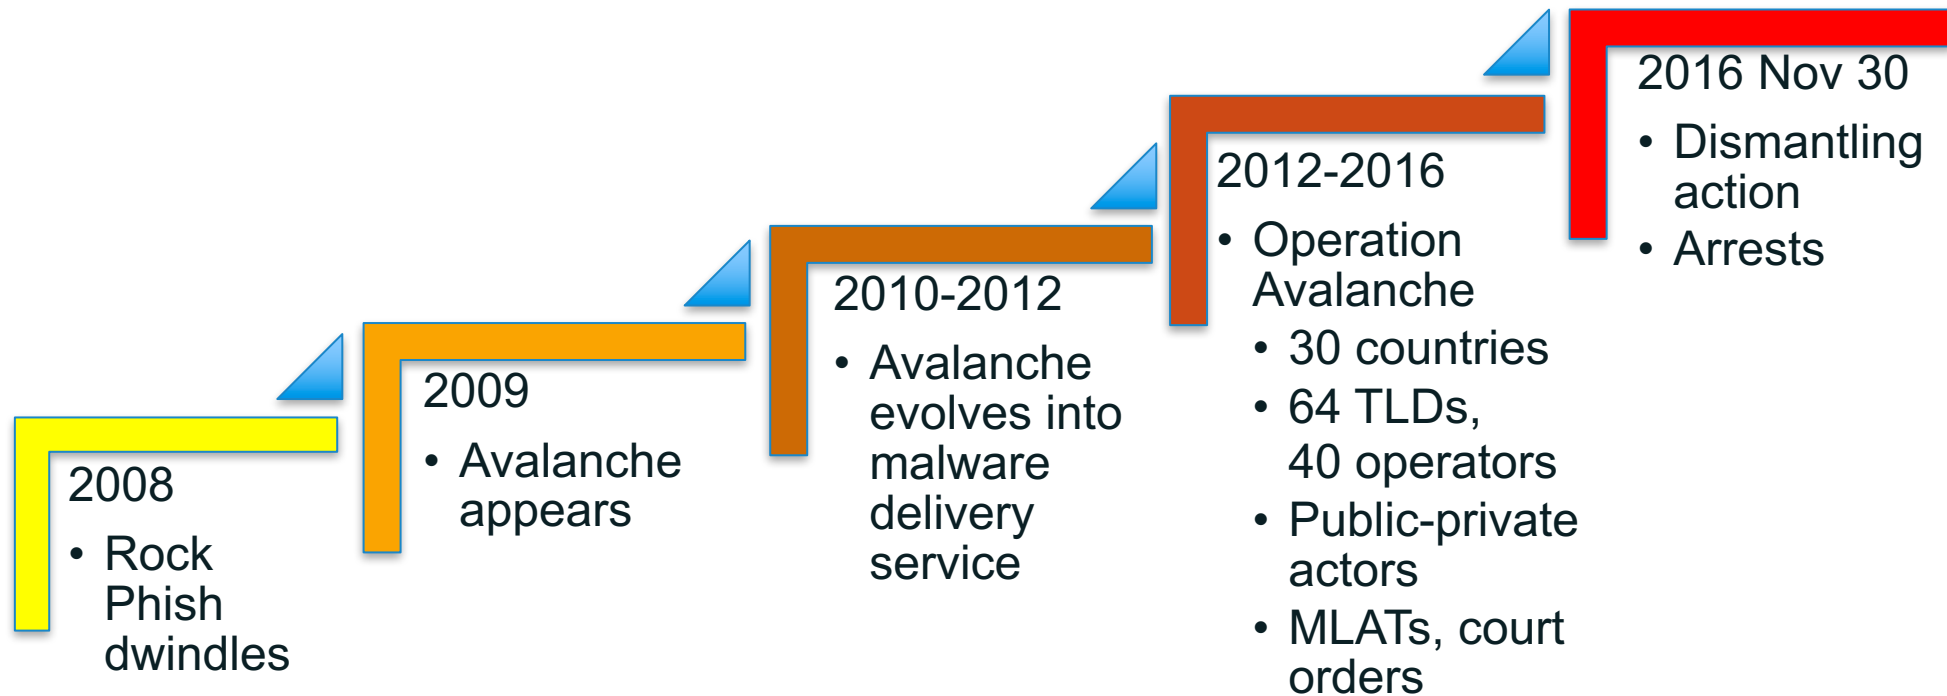 2008
• Rock
Phish
dwindles
2009
• Avalanche
appears
2010-2012
• Avalanche
evolves into
malware
delivery
service
2012-2016
• Operation
Avalanche
• 30 countries
• 64 TLDs,
40 operators
• Public-private
actors
• MLATs, court
orders
2016 Nov 30
• Dismantling
action
• Arrests